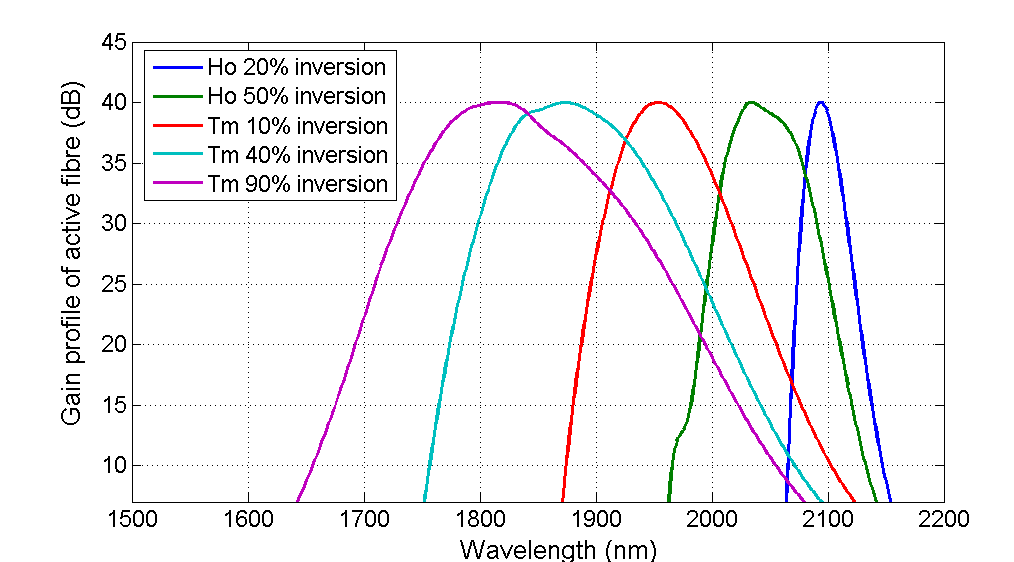 Gain profile of active fibre (dB)
45
40
35
30
25
20
15
10
Ho 20% inversion
Ho 50% inversion
Tm 10% inversion
Tm 40% inversion
Tm 90% inversion
1500 1600 1700 1800 1900 2000 2100 2200
Wavelength (nm)